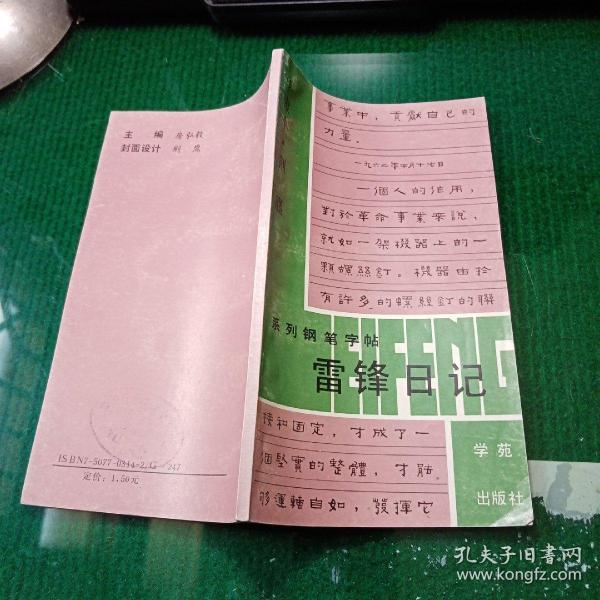 主 编 房弘毅
封面设计 荆 鹿
ISBN7-5077-0314-2/G·247
定价：1.50元
事業中，貢獻自己的
力量。
一九六二年四月十七日
一個人的作用，
對於革命事業来説，
就如一架機器上的一
顆螺絲釘。機器由於
有許多的螺絲釘的聯
系列钢笔字帖
LEIFENG
雷锋日记
接和固定，才成了一
個堅實的整體，才能
够運轉自如，發揮它
学苑
出版社
孔夫子旧书网
www.kongfz.com